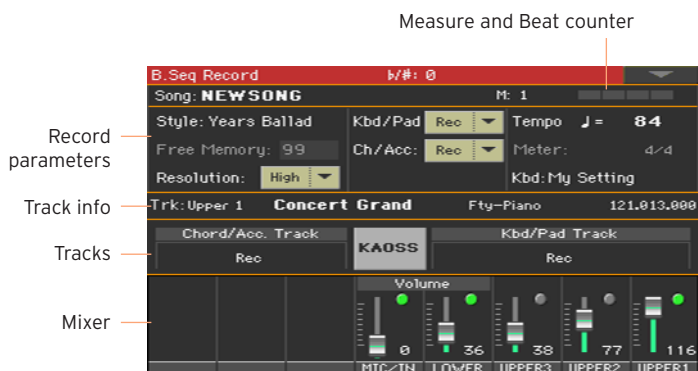 Measure and Beat counter
B.Seq Record ♭/#: 0
Song: NEWSONG M: 1
Record parameters
Style: Years Ballad Kbd/Pad Rec Tempo ♩= 84
Free Memory: 99 Ch/Acc: Rec Meter: 4/4
Resolution: High Kbd: My Setting
Track info
Trk: Upper 1 Concert Grand Fty-Piano 121.013.000
Tracks
Chord/Acc. Track KAOSS Kbd/Pad Track
Rec Rec
Mixer
Volume
0 36 38 77 116
MIC/IN LOWER UPPER3 UPPER2 UPPER1